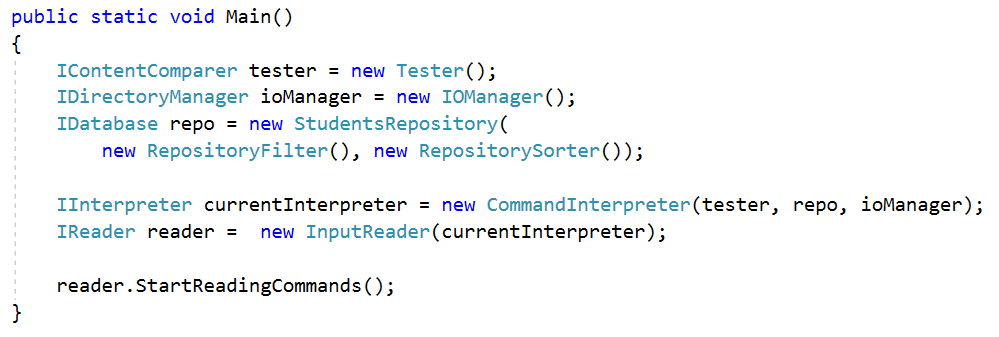 public static void Main()
{
    IContentComparer tester = new Tester();
    IDirectoryManager ioManager = new IOManager();
    IDatabase repo = new StudentsRepository(
        new RepositoryFilter(), new RepositorySorter());

    IInterpreter currentInterpreter = new CommandInterpreter(tester, repo, ioManager);
    IReader reader =  new InputReader(currentInterpreter);

    reader.StartReadingCommands();
}